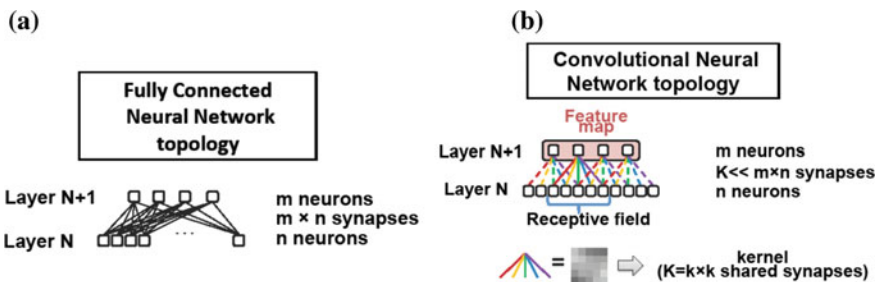 (a)
Fully Connected
Neural Network
topology
Layer N+1
m neurons
m × n synapses
Layer N
n neurons
...
(b)
Convolutional Neural
Network topology
Feature
map
Layer N+1
m neurons
K<< m×n synapses
Layer N
n neurons
Receptive field
=
kernel
(K=k×k shared synapses)